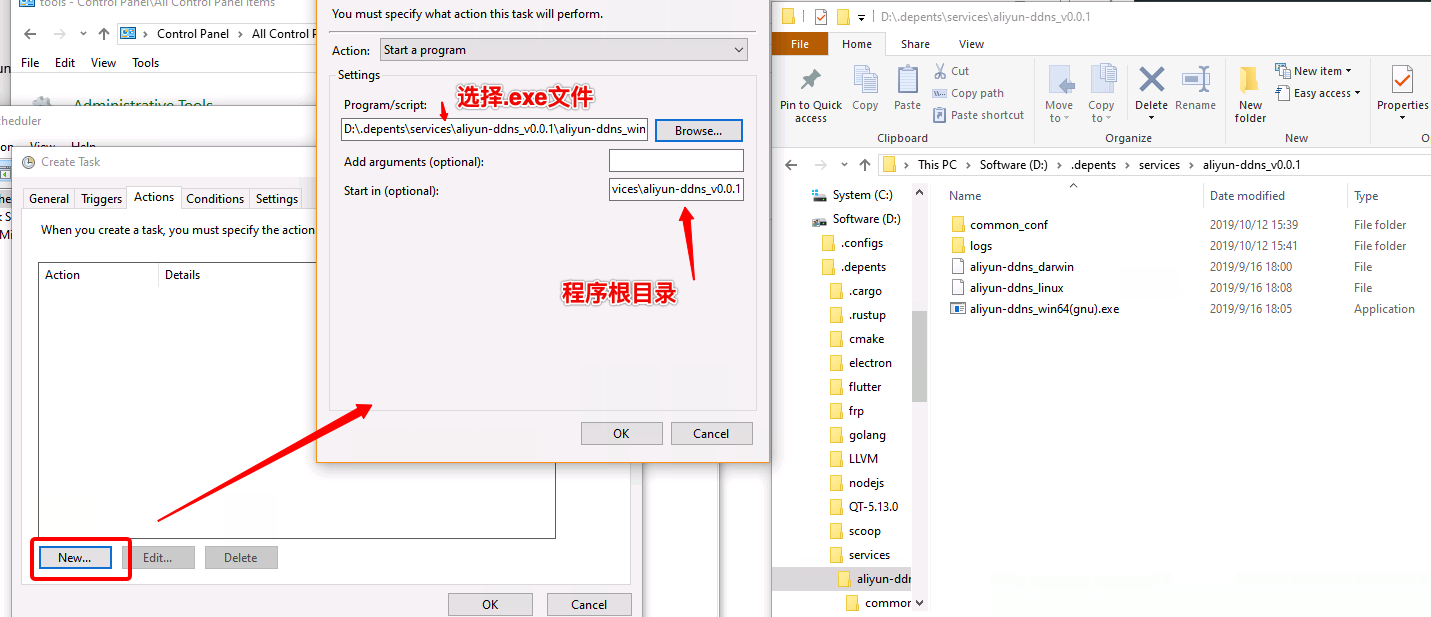 tools - Control Panel\All Control Panel Items
Control Panel
All Control P
File Edit View Tools
Administrative Tools
View Help
Create Task
General Triggers Actions Conditions Settings
When you create a task, you must specify the action
Action Details
New... Edit... Delete
OK Cancel
You must specify what action this task will perform.
Action: Start a program
Settings
选择.exe文件
Program/script:
D:\.depents\services\aliyun-ddns_v0.0.1\aliyun-ddns_win
Browse...
Add arguments (optional):
Start in (optional): vices\aliyun-ddns_v0.0.1
程序根目录
OK Cancel
D:\.depents\services\aliyun-ddns_v0.0.1
File Home Share View
Pin to Quick access
Copy
Paste
Cut
Copy path
Paste shortcut
Clipboard
Move to
Copy to
Delete
Rename
Organize
New folder
New item
Easy access
New
Properties
This PC Software (D:) .depents services aliyun-ddns_v0.0.1
System (C:)
Software (D:)
.configs
.depents
.cargo
.rustup
cmake
electron
flutter
frp
golang
LLVM
nodejs
QT-5.13.0
scoop
services
aliyun-ddr
common
Name Date modified Type
common_conf 2019/10/12 15:39 File folder
logs 2019/10/12 15:41 File folder
aliyun-ddns_darwin 2019/9/16 18:00 File
aliyun-ddns_linux 2019/9/16 18:08 File
aliyun-ddns_win64(gnu).exe 2019/9/16 18:05 Application